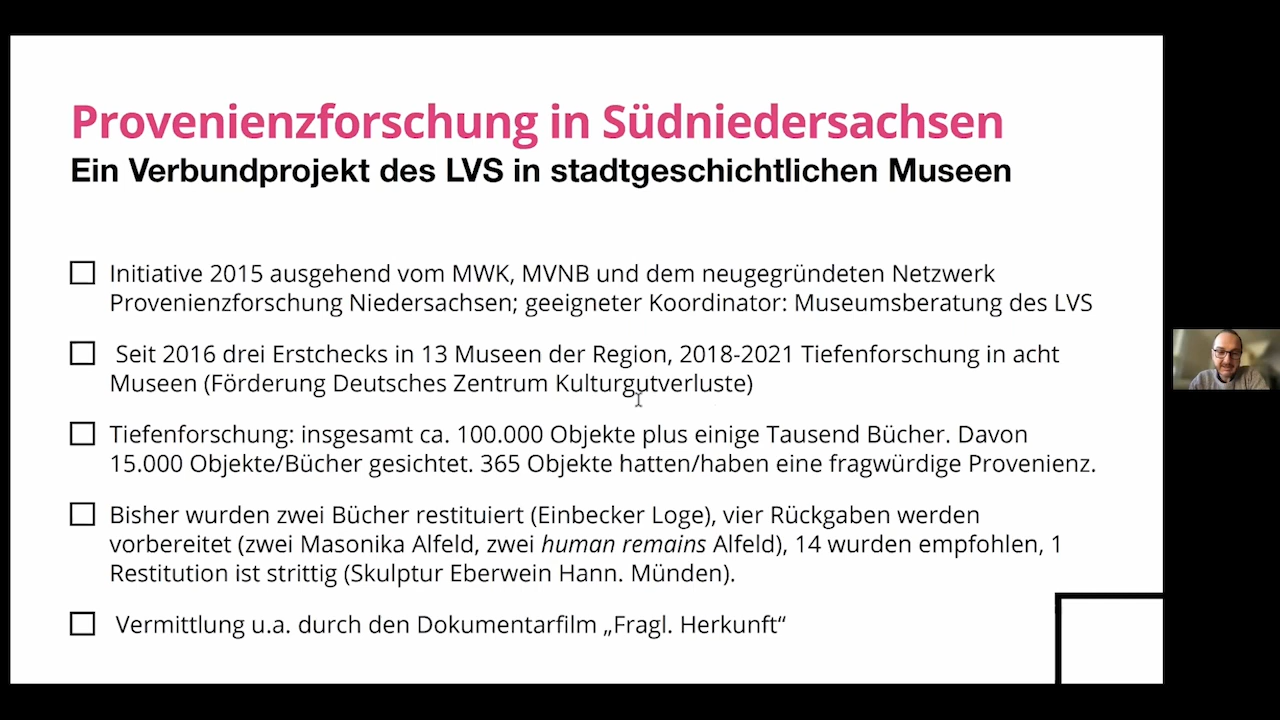 Provenienzforschung in Südniedersachsen
Ein Verbundprojekt des LVS in stadtgeschichtlichen Museen
Initiative 2015 ausgehend vom MWK, MVNB und dem neugegründeten Netzwerk
Provenienzforschung Niedersachsen; geeigneter Koordinator: Museumsberatung des LVS
Seit 2016 drei Erstchecks in 13 Museen der Region, 2018-2021 Tiefenforschung in acht
Museen (Förderung Deutsches Zentrum Kulturgutverluste)
Tiefenforschung: insgesamt ca. 100.000 Objekte plus einige Tausend Bücher. Davon
15.000 Objekte/Bücher gesichtet. 365 Objekte hatten/haben eine fragwürdige Provenienz.
Bisher wurden zwei Bücher restituiert (Einbecker Loge), vier Rückgaben werden
vorbereitet (zwei Masonika Alfeld, zwei human remains Alfeld), 14 wurden empfohlen, 1
Restitution ist strittig (Skulptur Eberwein Hann. Münden).
Vermittlung u.a. durch den Dokumentarfilm „Fragl. Herkunft“